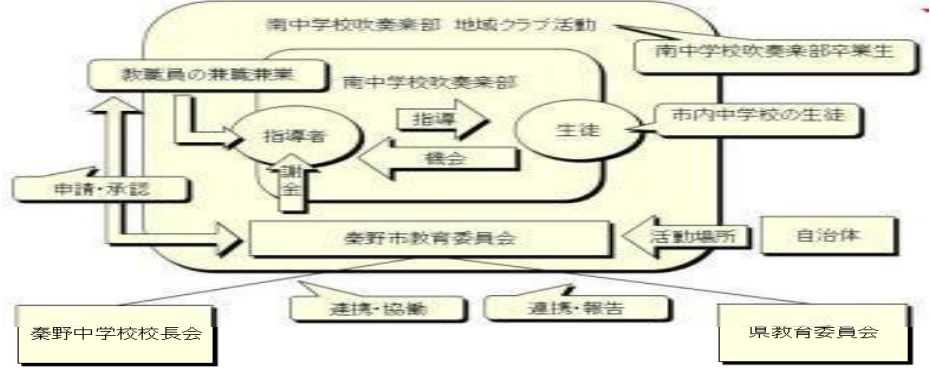 南中学校吹奏楽部 地域クラブ活動
南中学校吹奏楽部卒業生
教職員の兼職兼業
南中学校吹奏楽部
指導者
指導
生徒
市内中学校の生徒
機会
謝金
申請・承認
秦野市教育委員会
活動場所
自治体
連携・協働
連携・報告
秦野中学校校長会
県教育委員会